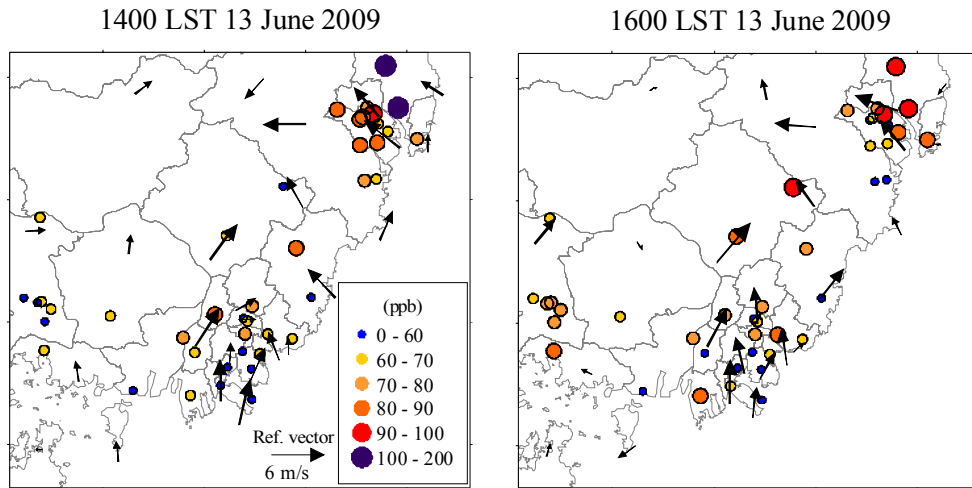 1400 LST 13 June 2009
1600 LST 13 June 2009
(ppb)
0 - 60
60 - 70
70 - 80
80 - 90
90 - 100
100 - 200
Ref. vector
6 m/s